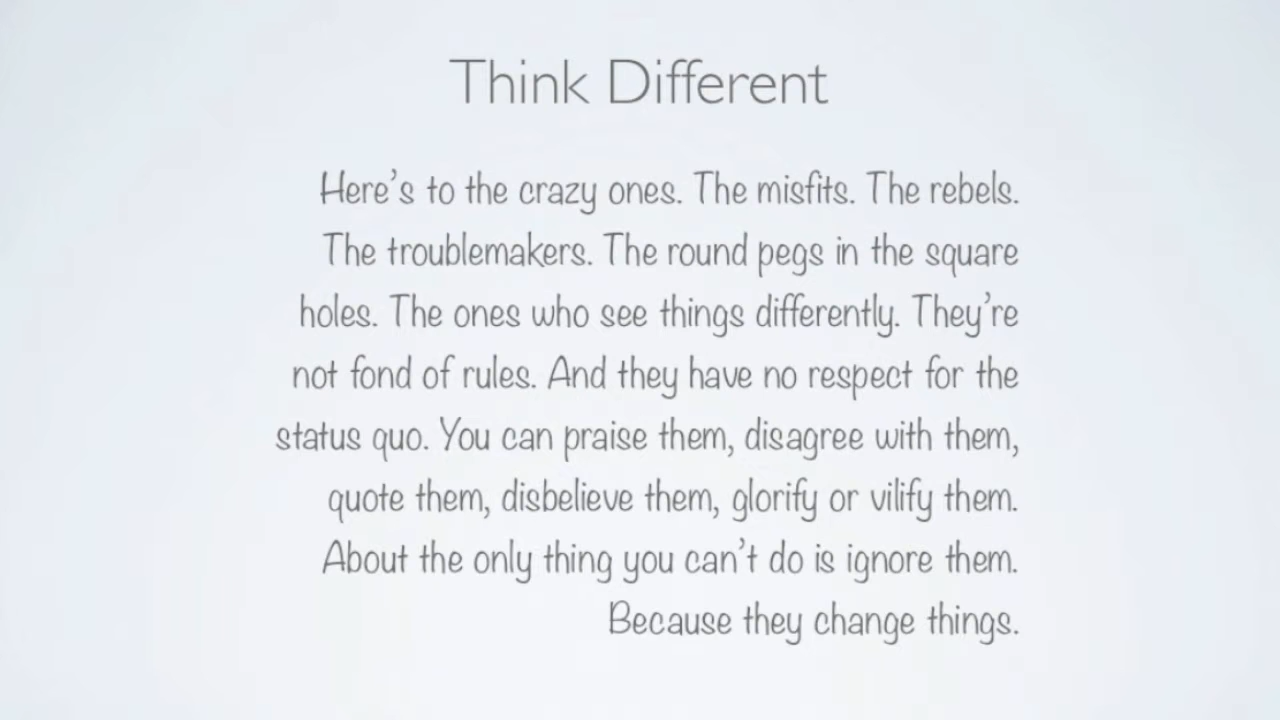 Think Different
Here's to the crazy ones. The misfits. The rebels.
The troublemakers. The round pegs in the square
holes. The ones who see things differently. They're
not fond of rules. And they have no respect for the
status quo. You can praise them, disagree with them,
quote them, disbelieve them, glorify or vilify them.
About the only thing you can't do is ignore them.
Because they change things.